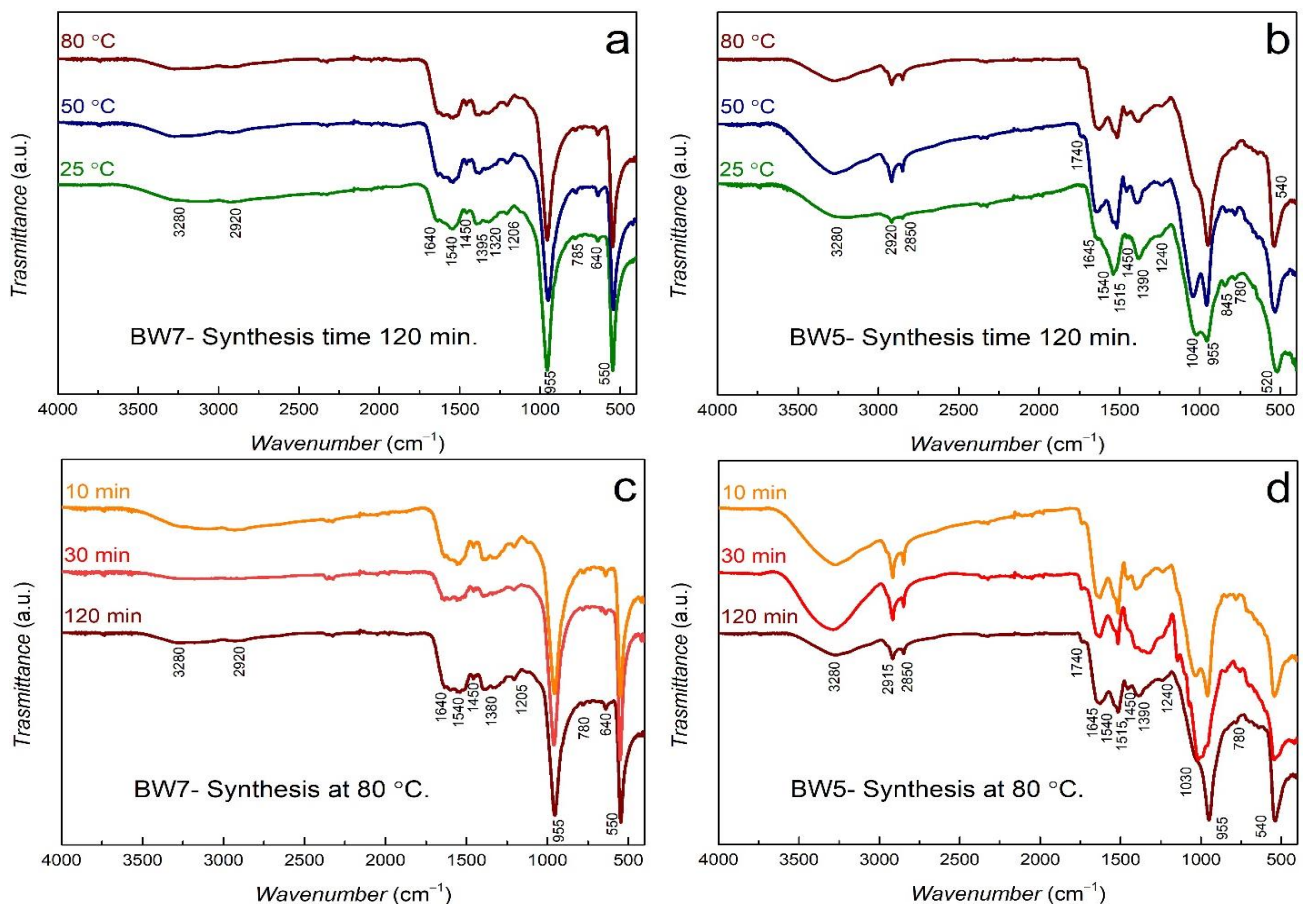 a
80 °C
50 °C
25 °C
3280
2920
1640
1540
1450
1395
1320
1206
955
785
640
550
BW7- Synthesis time 120 min.
Trasmittance (a.u.)
4000 3500 3000 2500 2000 1500 1000 500
Wavenumber (cm−1)
b
80 °C
50 °C
25 °C
3280
2920
2850
1740
1645
1540
1515
1450
1390
1240
1040
955
845
780
540
520
BW5- Synthesis time 120 min.
Trasmittance (a.u.)
4000 3500 3000 2500 2000 1500 1000 500
Wavenumber (cm−1)
c
10 min
30 min
120 min
3280
2920
1640
1540
1450
1380
1205
955
780
640
550
BW7- Synthesis at 80 °C.
Trasmittance (a.u.)
4000 3500 3000 2500 2000 1500 1000 500
Wavenumber (cm−1)
d
10 min
30 min
120 min
3280
2915
2850
1740
1645
1540
1515
1450
1390
1240
1030
955
780
540
BW5- Synthesis at 80 °C.
Trasmittance (a.u.)
4000 3500 3000 2500 2000 1500 1000 500
Wavenumber (cm−1)